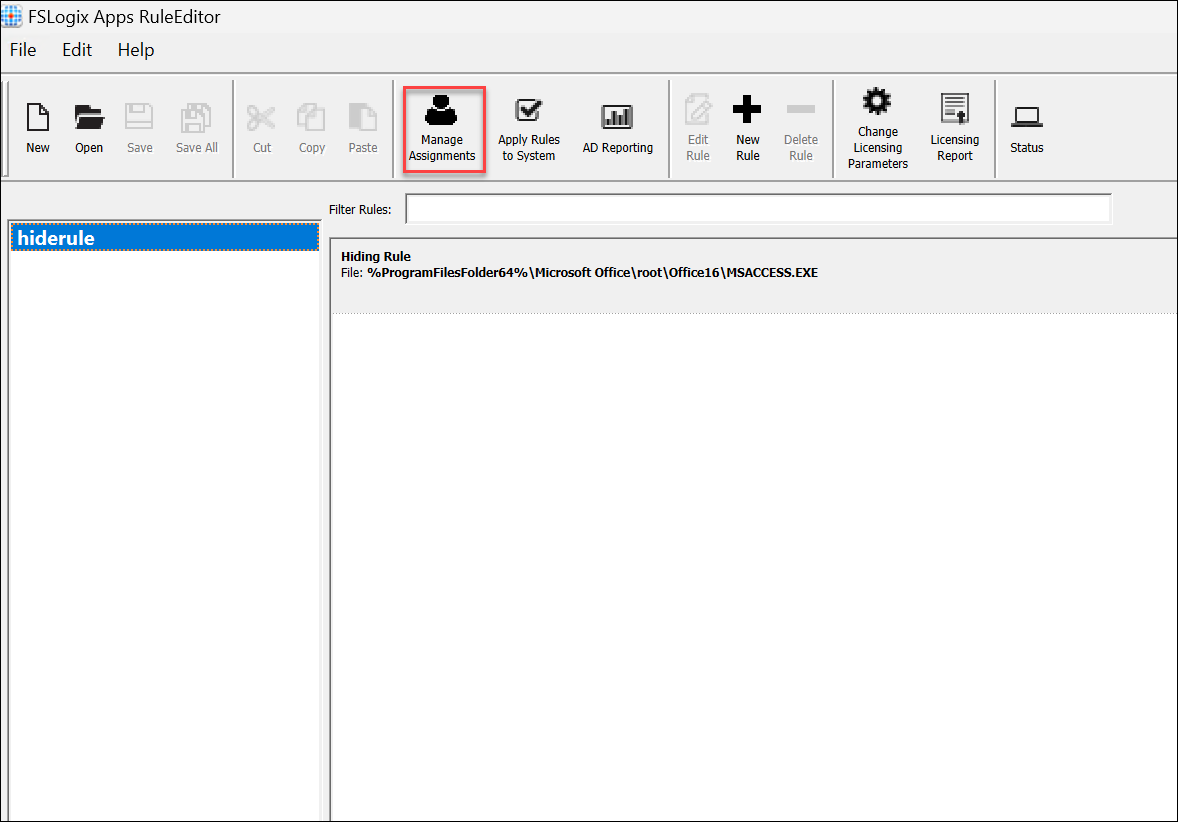 FSLogix Apps RuleEditor
File Edit Help
New Open Save Save All Cut Copy Paste
Manage
Assignments
Apply Rules
to System
AD Reporting
Edit
Rule
New
Rule
Delete
Rule
Change
Licensing
Parameters
Licensing
Report
Status
Filter Rules:
hiderule
Hiding Rule
File: %ProgramFilesFolder64%\Microsoft Office\root\Office16\MSACCESS.EXE